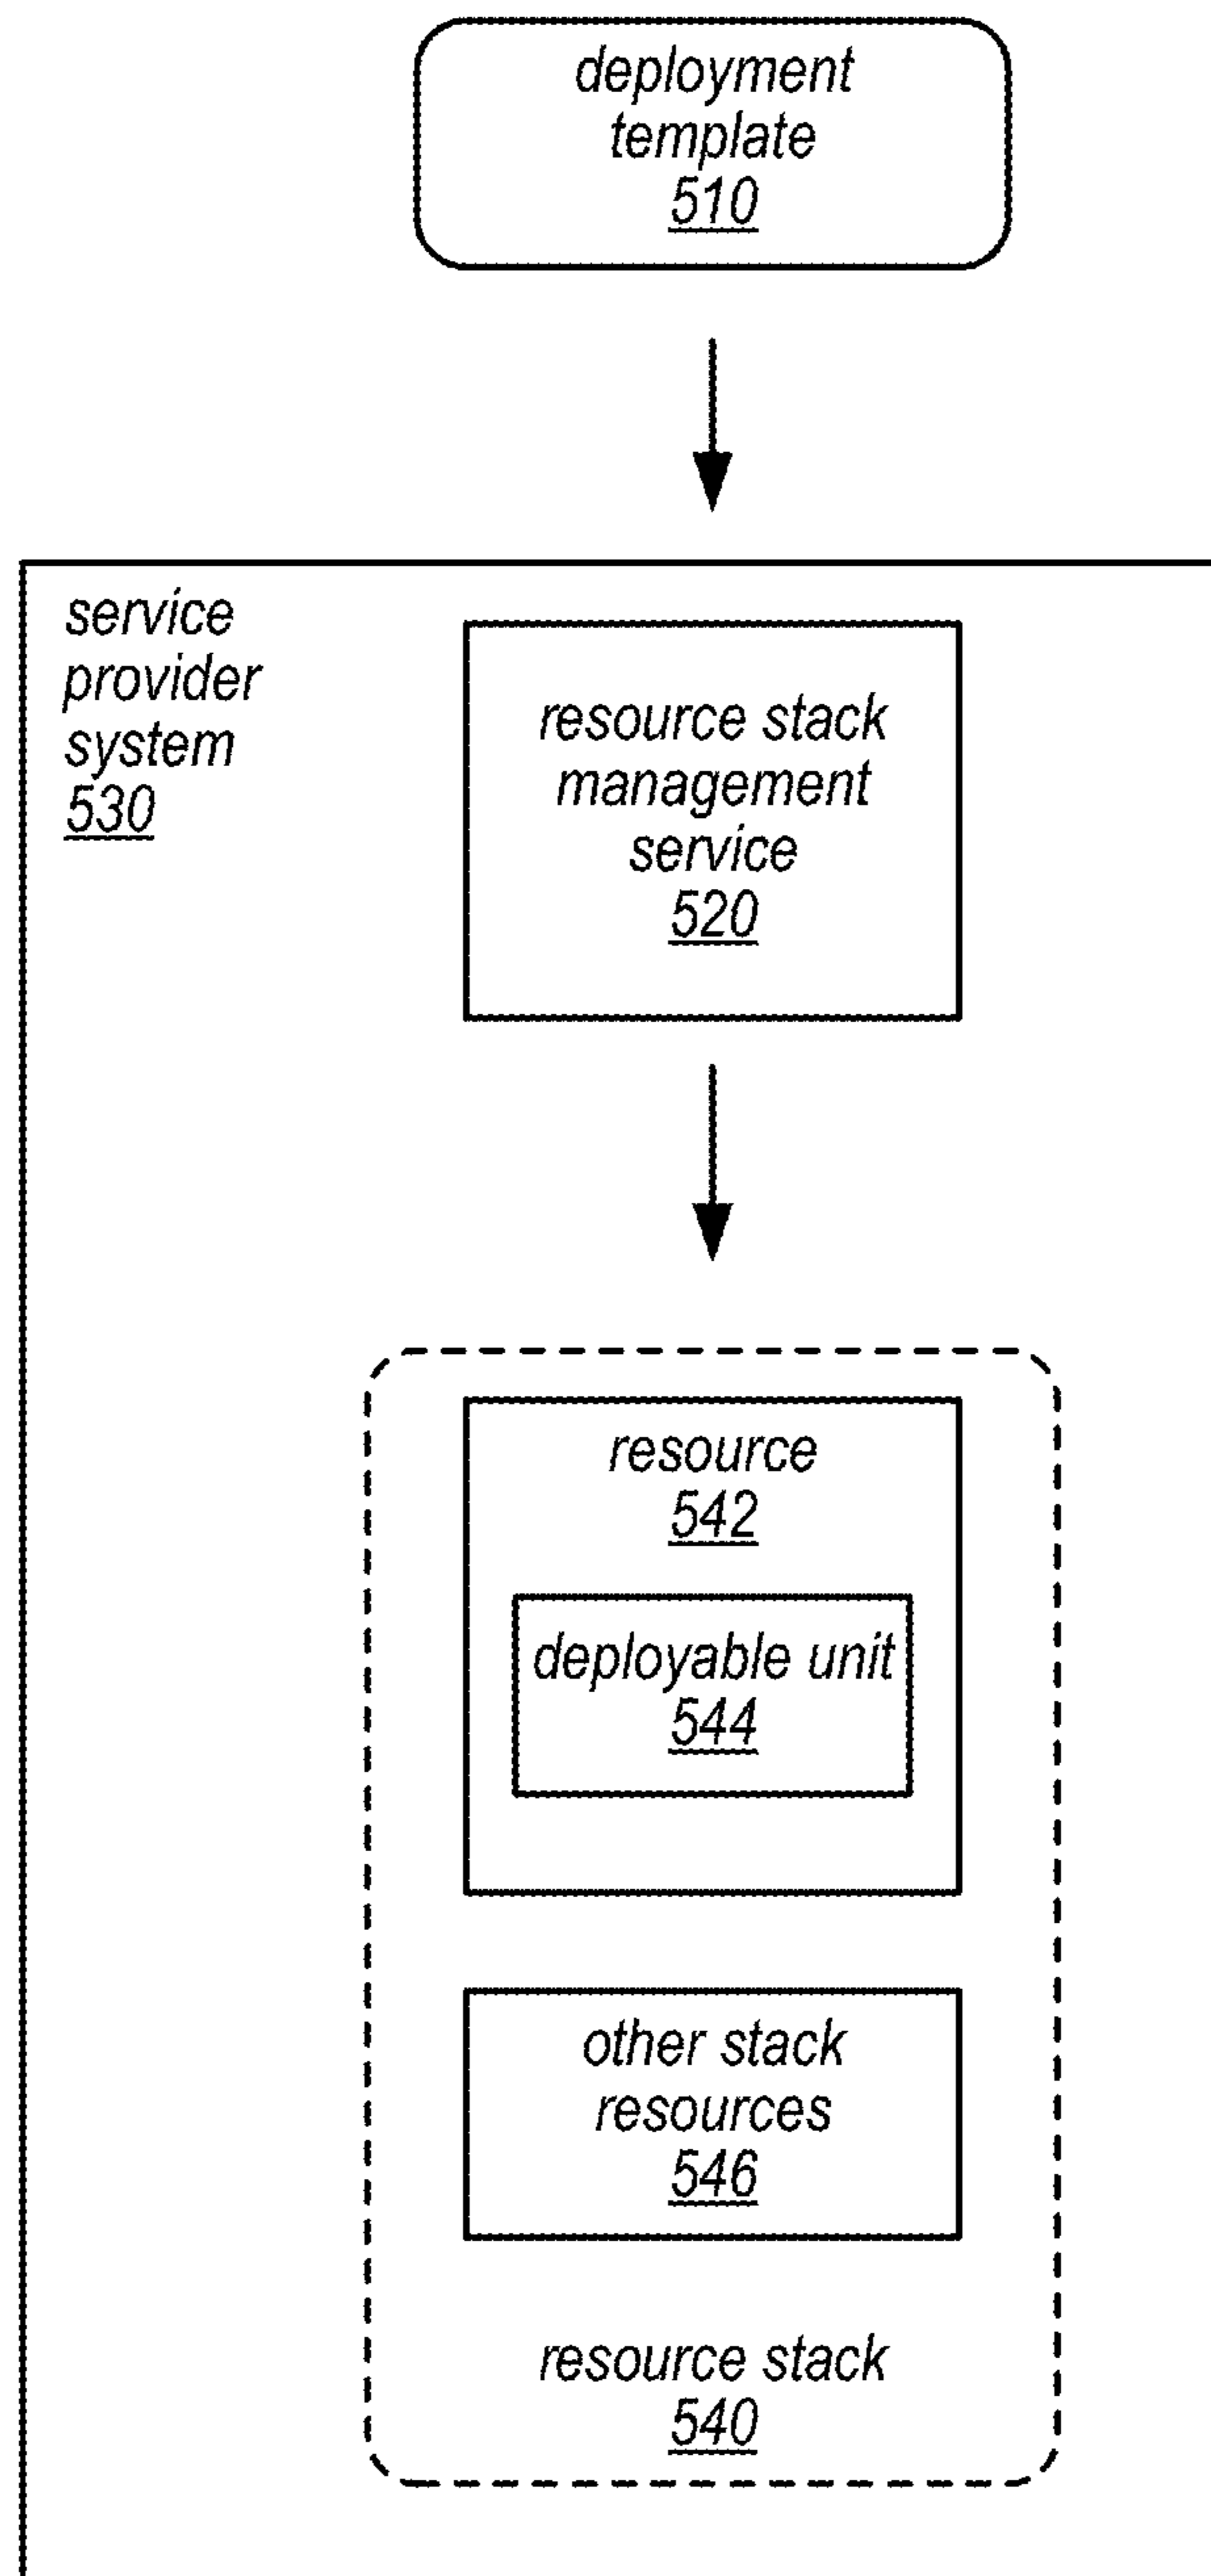 deployment
template
510
service
provider
system
530
resource stack
management
service
520
resource
542
deployable unit
544
other stack
resources
546
resource stack
540